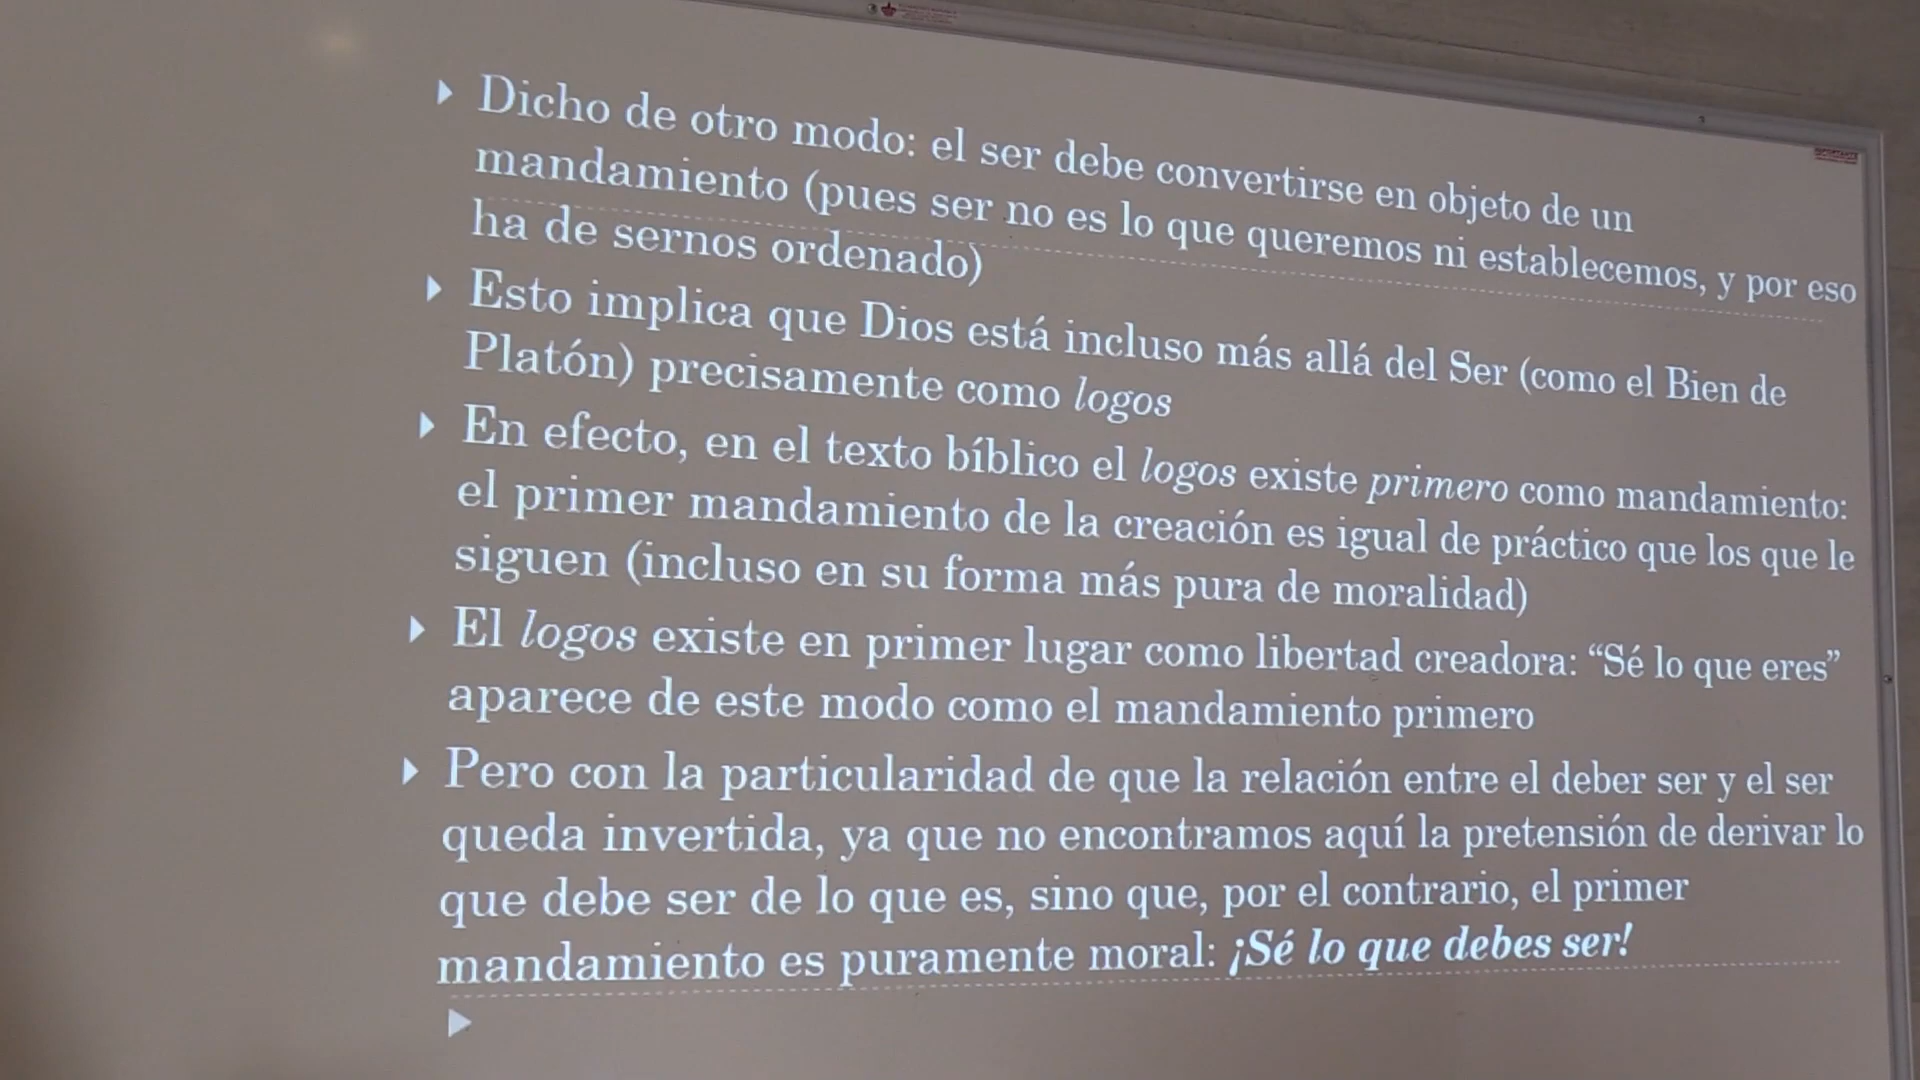 Dicho de otro modo: el ser debe convertirse en objeto de un
mandamiento (pues ser no es lo que queremos ni establecemos, y por eso
ha de sernos ordenado)
Esto implica que Dios está incluso más allá del Ser (como el Bien de
Platón) precisamente como logos
En efecto, en el texto bíblico el logos existe primero como mandamiento:
el primer mandamiento de la creación es igual de práctico que los que le
siguen (incluso en su forma más pura de moralidad)
El logos existe en primer lugar como libertad creadora: “Sé lo que eres”
aparece de este modo como el mandamiento primero
Pero con la particularidad de que la relación entre el deber ser y el ser
queda invertida, ya que no encontramos aquí la pretensión de derivar lo
que debe ser de lo que es, sino que, por el contrario, el primer
mandamiento es puramente moral: ¡Sé lo que debes ser!